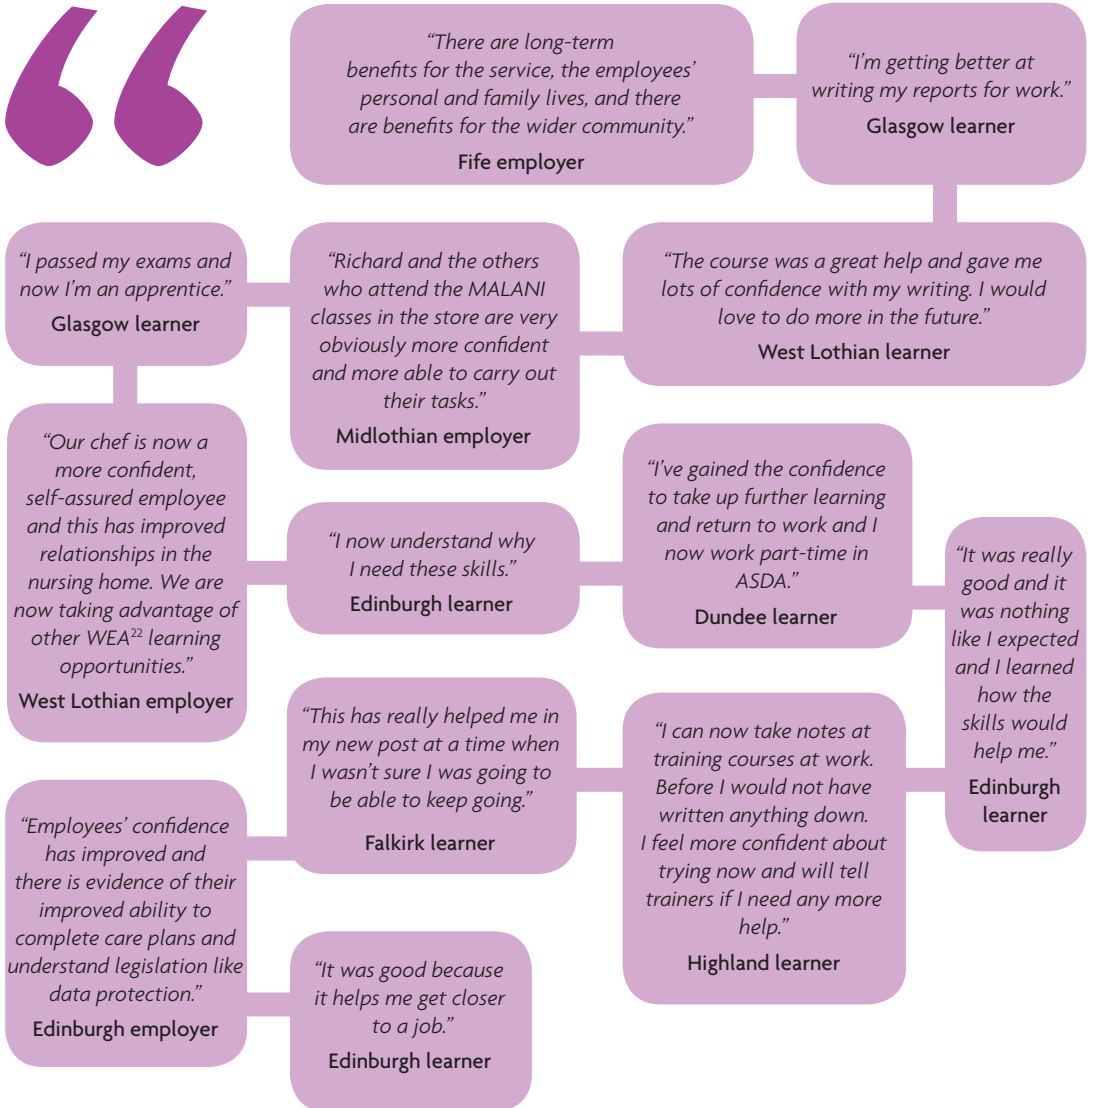 “There are long-term
benefits for the service, the employees’
personal and family lives, and there
are benefits for the wider community.”
Fife employer
“I’m getting better at
writing my reports for work.”
Glasgow learner
“The course was a great help and gave me
lots of confidence with my writing. I would
love to do more in the future.”
West Lothian learner
“Richard and the others
who attend the MALANI
classes in the store are very
obviously more confident
and more able to carry out
their tasks.”
Midlothian employer
“I passed my exams and
now I’m an apprentice.”
Glasgow learner
“Our chef is now a
more confident,
self-assured employee
and this has improved
relationships in the
nursing home. We are
now taking advantage of
other WEA²² learning
opportunities.”
West Lothian employer
“I now understand why
I need these skills.”
Edinburgh learner
“I’ve gained the confidence
to take up further learning
and return to work and I
now work part-time in
ASDA.”
Dundee learner
“It was really
good and it
was nothing
like I expected
and I learned
how the
skills would
help me.”
Edinburgh
learner
“I can now take notes at
training courses at work.
Before I would not have
written anything down.
I feel more confident about
trying now and will tell
trainers if I need any more
help.”
Highland learner
“This has really helped me in
my new post at a time when
I wasn’t sure I was going to
be able to keep going.”
Falkirk learner
“Employees’ confidence
has improved and
there is evidence of their
improved ability to
complete care plans and
understand legislation like
data protection.”
Edinburgh employer
“It was good because
it helps me get closer
to a job.”
Edinburgh learner